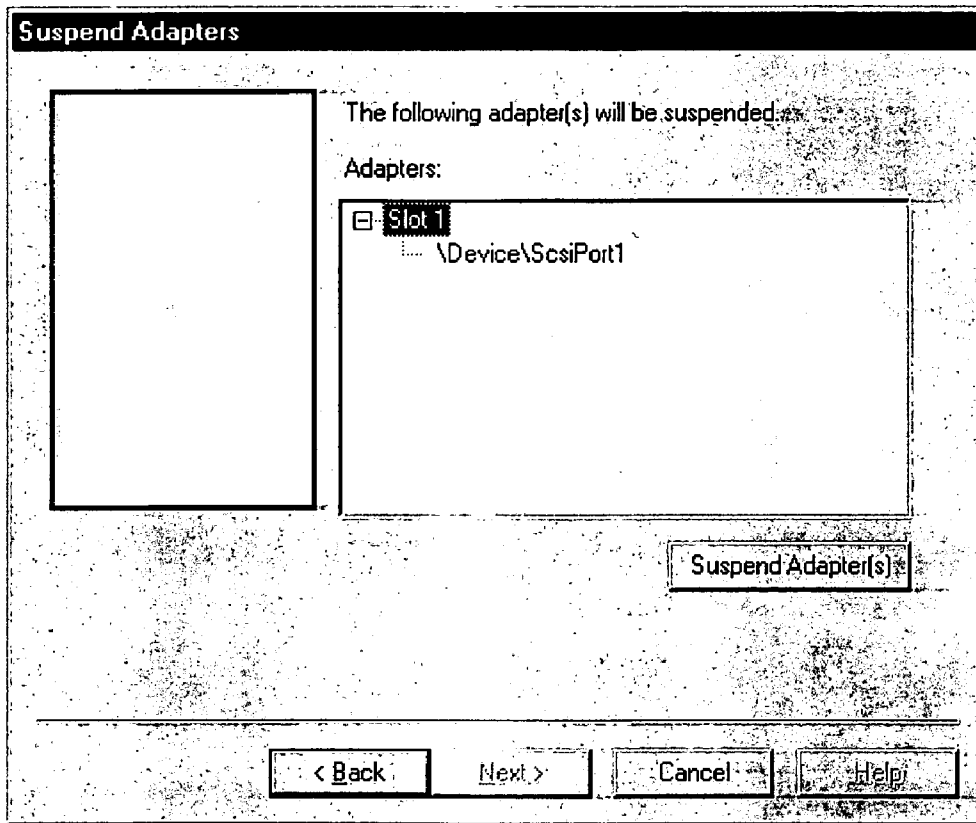 Suspend Adapters
The following adapter(s) will be suspended:
Adapters:
Slot 1
\Device\ScsiPort1
Suspend Adapter(s)
< Back
Next >
Cancel
Help